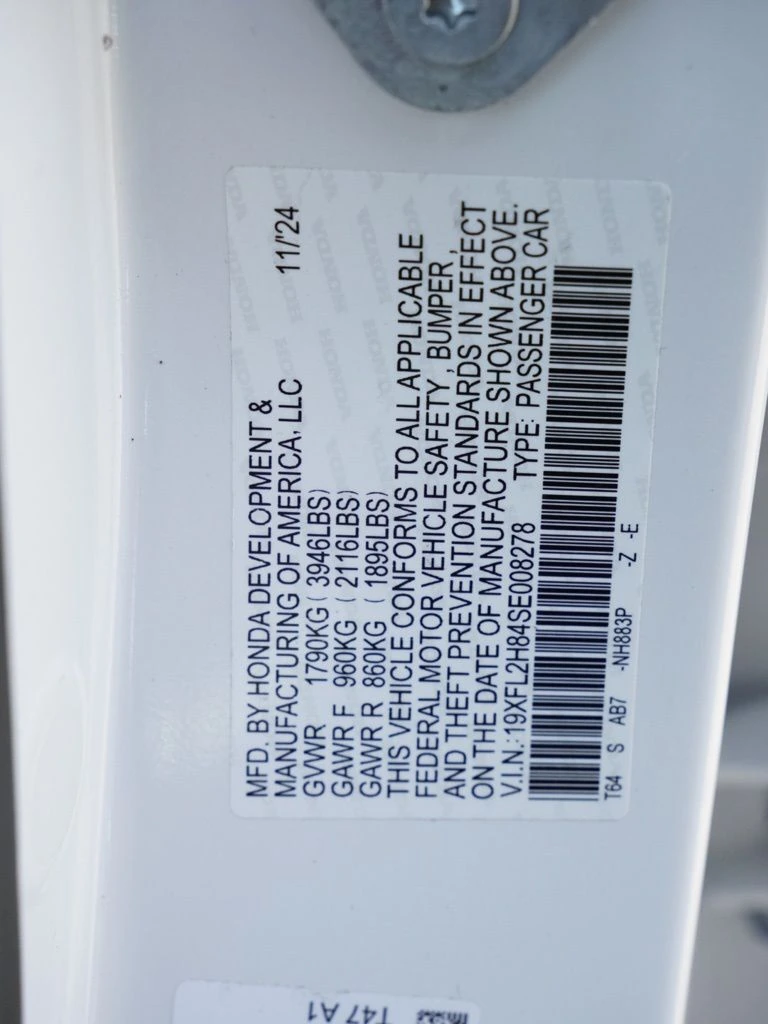 MFD. BY HONDA DEVELOPMENT &
MANUFACTURING OF AMERICA, LLC 11/'24
GVWR 1790KG ( 3946LBS)
GAWR F 960KG ( 2116LBS)
GAWR R 860KG ( 1895LBS)
THIS VEHICLE CONFORMS TO ALL APPLICABLE
FEDERAL MOTOR VEHICLE SAFETY, BUMPER,
AND THEFT PREVENTION STANDARDS IN EFFECT
ON THE DATE OF MANUFACTURE SHOWN ABOVE.
V.I.N.:19XFL2H84SE008278 TYPE: PASSENGER CAR
T64 S AB7 -NH883P -Z -E
T47 A1